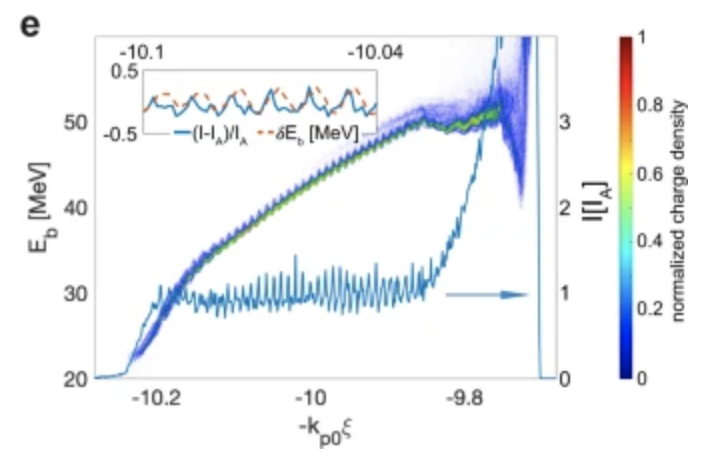 e
-10.1 -10.04
0.5
-0.5
(I-I_A)/I_A δE_b [MeV]
50
40
30
20
E_b [MeV]
-10.2 -10 -9.8
-k_p0ξ
3
2
1
0
I[I_A]
1
0.8
0.6
0.4
0.2
0
normalized charge density